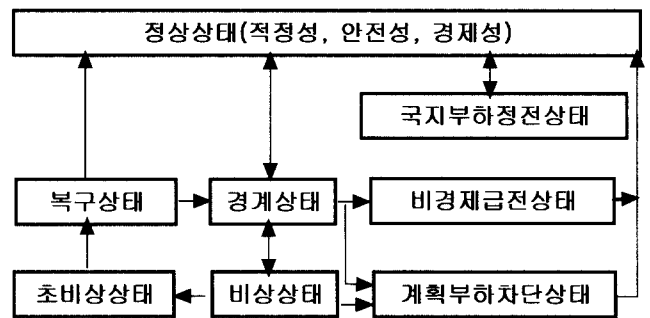 정상상태(적정성, 안전성, 경제성)
국지부하정전상태
복구상태
경계상태
비경제급전상태
초비상상태
비상상태
계획부하차단상태